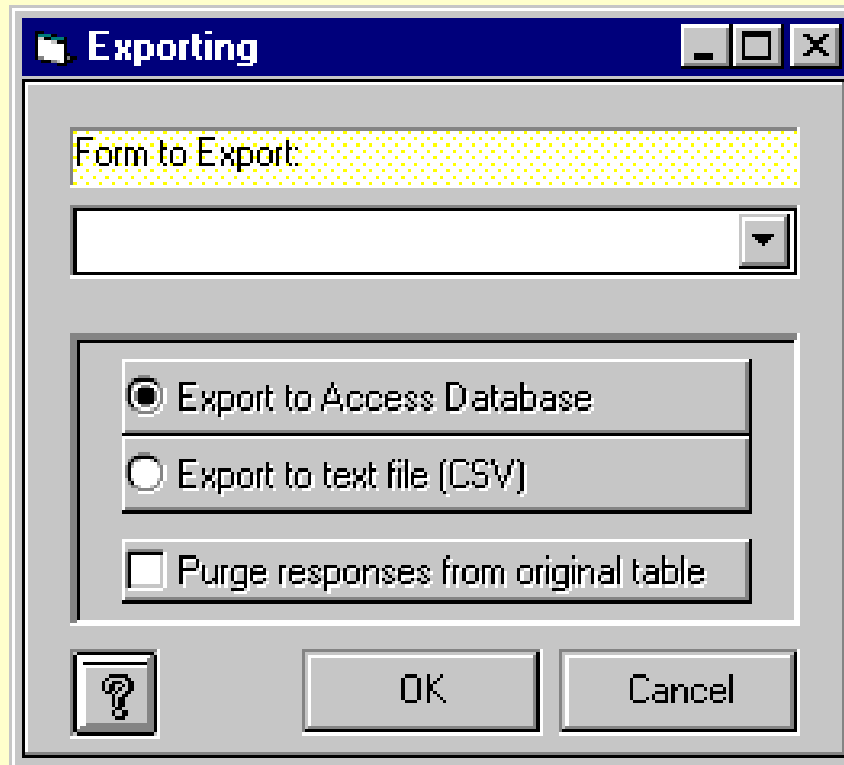 Exporting
Form to Export:
Export to Access Database
Export to text file (CSV)
Purge responses from original table
? OK Cancel